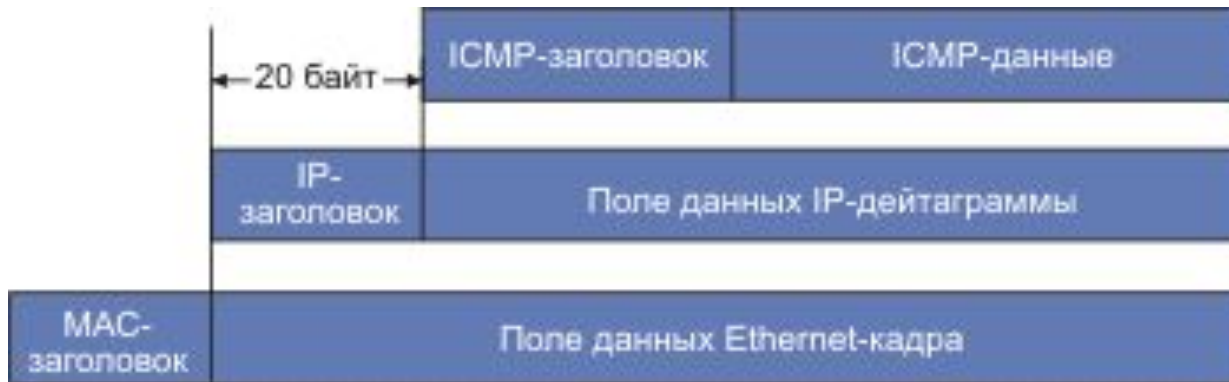 ICMP-заголовок
ICMP-данные
20 байт
IP-
заголовок
Поле данных IP-дейтаграммы
MAC-
заголовок
Поле данных Ethernet-кадра